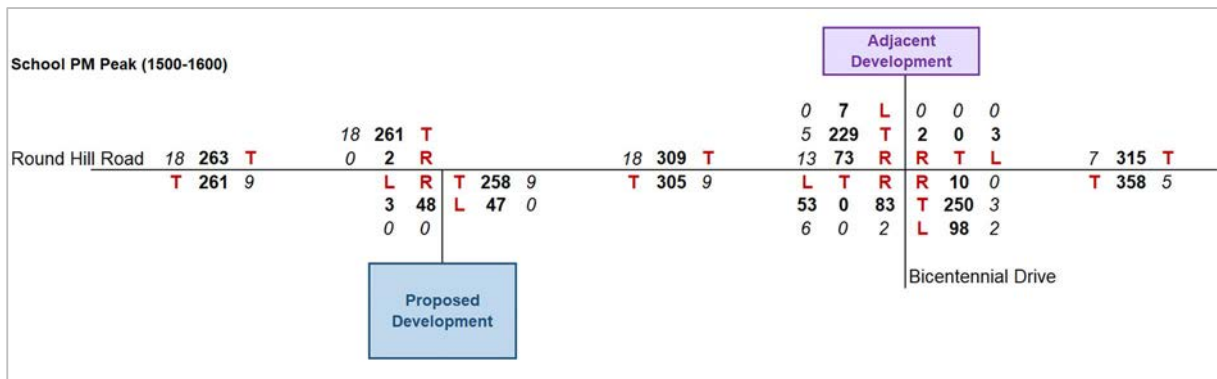 School PM Peak (1500-1600)
Adjacent
Development
0 7 L 0 0 0
18 261 T 5 229 T 2 0 3
Round Hill Road 18 263 T 0 2 R 18 309 T 13 73 R R T L 7 315 T
T 261 9 L R T 258 9 T 305 9 L T R R 10 0 T 358 5
3 48 L 47 0 53 0 83 T 250 3
0 0 6 0 2 L 98 2
Bicentennial Drive
Proposed
Development